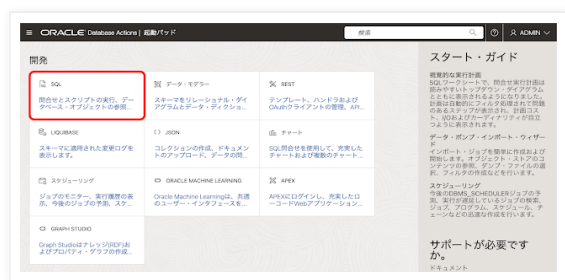 ORACLE Database Actions | 起動パッド
検索
ADMIN
開発
SQL
問合せとスクリプトの実行、デー
タベース・オブジェクトの参照...
データ・モデラー
スキーマをリレーショナル・ダイ
アグラムとデータ・ディクショ...
REST
テンプレート、ハンドラおよび
OAuthクライアントの管理、API...
LIQUIBASE
スキーマに適用された変更ログを
表示します。
JSON
コレクションの作成、ドキュメン
トのアップロード、データの問...
チャート
SQL問合せを使用して、充実した
チャートおよび複数のチャート...
スケジューリング
ジョブのモニター、実行履歴の表
示、今後のジョブの予測、スケ...
ORACLE MACHINE LEARNING
Oracle Machine Learningは、共通
のユーザー・インタフェースを...
APEX
APEXにログインし、充実したロ
ーコードWebアプリケーション...
GRAPH STUDIO
Graph Studioはナレッジ(RDF)お
よびプロパティ・グラフの作成...
スタート・ガイド
視覚的な実行計画
SQLワークシートで、問合せ実行計画は
読みやすいトップダウン・ダイアグラム
とともに表示されるようになりました。
計画は自動的にフィルタ処理されて問題
のあるステップが表示され、計画コス
ト、I/Oおよびカーディナリティが目立
つように表示されます。
データ・ポンプ・インポート・ウィザー
ド
インポート・ジョブを簡単に作成および
開始します。オブジェクト・ストアのコ
ンテンツの参照、ダンプ・ファイルの選
択、フィルタの作成などを行います。
スケジューリング
今後のDBMS_SCHEDULERジョブの予
測、実行が遅延しているジョブの検索、
ジョブ、プログラム、スケジュール、チ
ェーンなどの迅速な作成を行います。
サポートが必要です
か。
ドキュメント